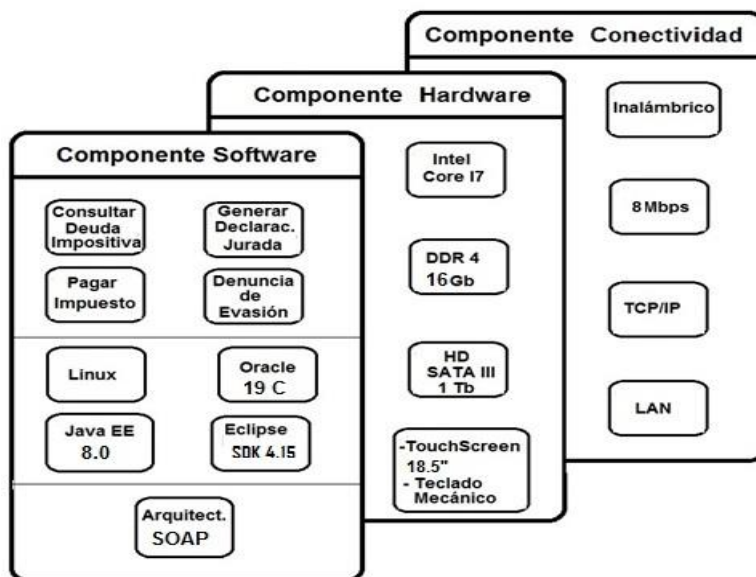 Componente Conectividad
Inalámbrico
8Mbps
TCP/IP
LAN
Componente Hardware
Intel
Core I7
DDR 4
16Gb
HD
SATA III
1 Tb
-TouchScreen
18.5"
- Teclado
Mecánico
Componente Software
Consultar
Deuda
Impositiva
Generar
Declarac.
Jurada
Pagar
Impuesto
Denuncia
de
Evasión
Linux
Oracle
19 C
Java EE
8.0
Eclipse
SDK 4.15
Arquitect.
SOAP